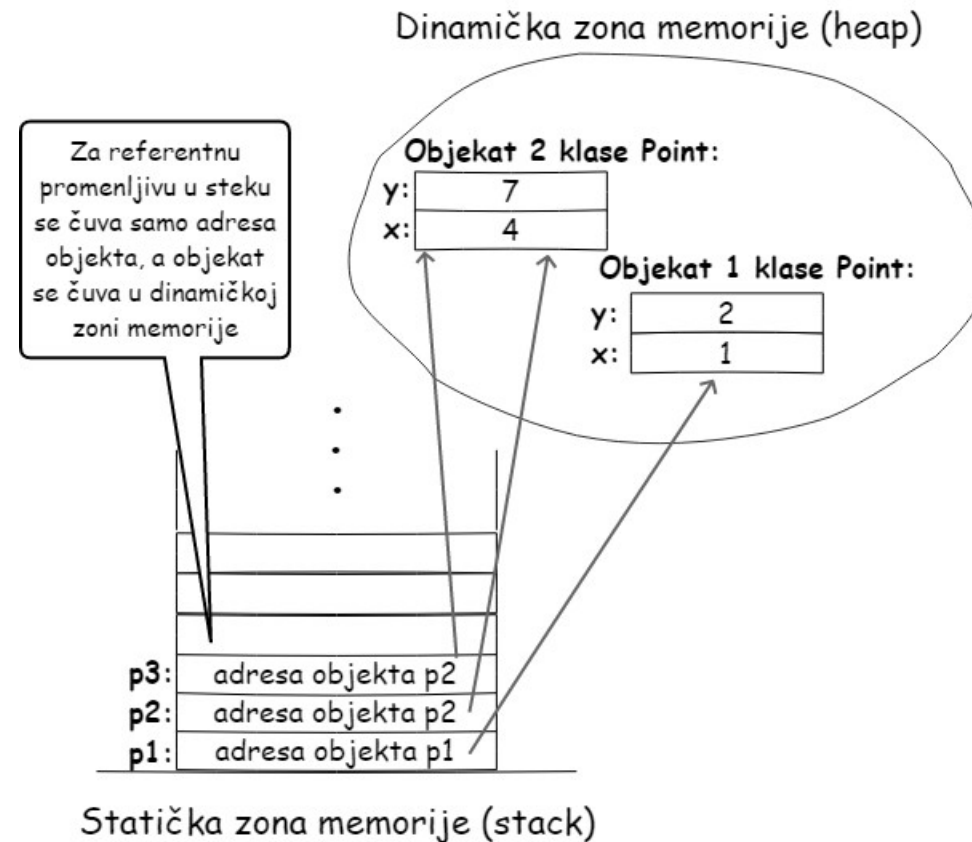 Dinamička zona memorije (heap)
Za referentnu
promenljivu u steku
se čuva samo adresa
objekta, a objekat
se čuva u dinamičkoj
zoni memorije
Objekat 2 klase Point:
y: 7
x: 4
Objekat 1 klase Point:
y: 2
x: 1
p3: adresa objekta p2
p2: adresa objekta p2
p1: adresa objekta p1
Statička zona memorije (stack)